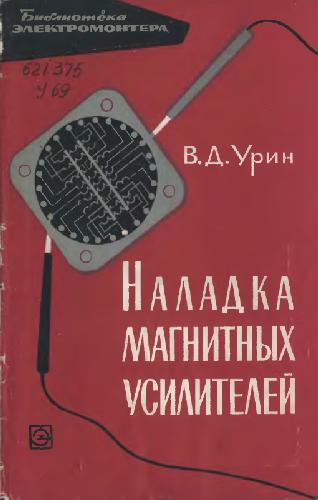 Библиотека
ЭЛЕКТРОМОНТЕРА
621.375
У 69
В. Д. Урин
НАЛАДКА
МАГНИТНЫХ
УСИЛИТЕЛЕЙ